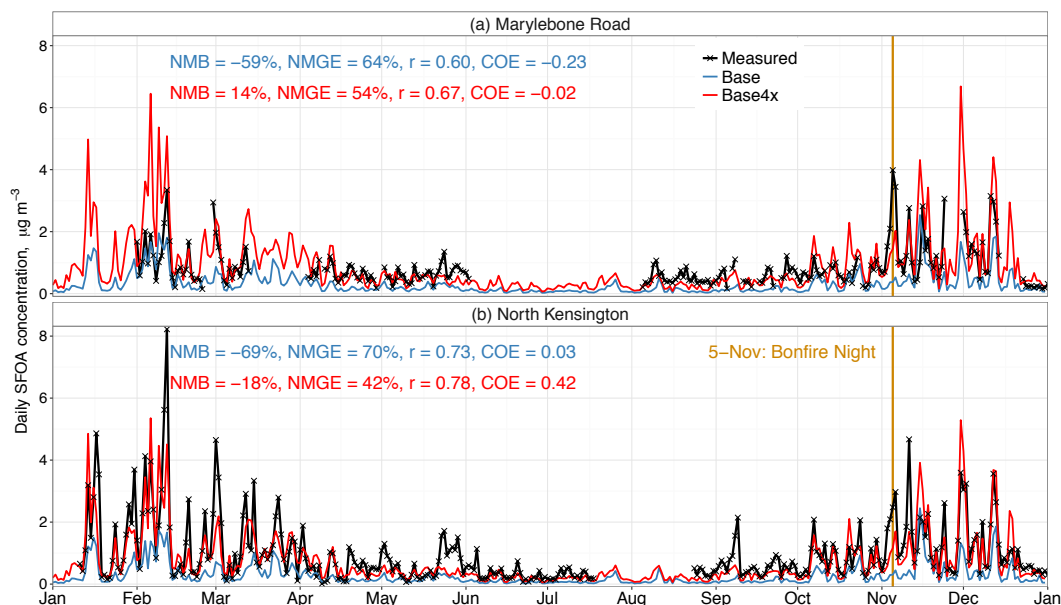 (a) Marylebone Road
8
6
4
2
0
NMB = −59%, NMGE = 64%, r = 0.60, COE = −0.23
NMB = 14%, NMGE = 54%, r = 0.67, COE = −0.02
Measured
Base
Base4x
Daily SFOA concentration, μg m⁻³
(b) North Kensington
8
6
4
2
0
NMB = −69%, NMGE = 70%, r = 0.73, COE = 0.03
NMB = −18%, NMGE = 42%, r = 0.78, COE = 0.42
5−Nov: Bonfire Night
Jan Feb Mar Apr May Jun Jul Aug Sep Oct Nov Dec Jan